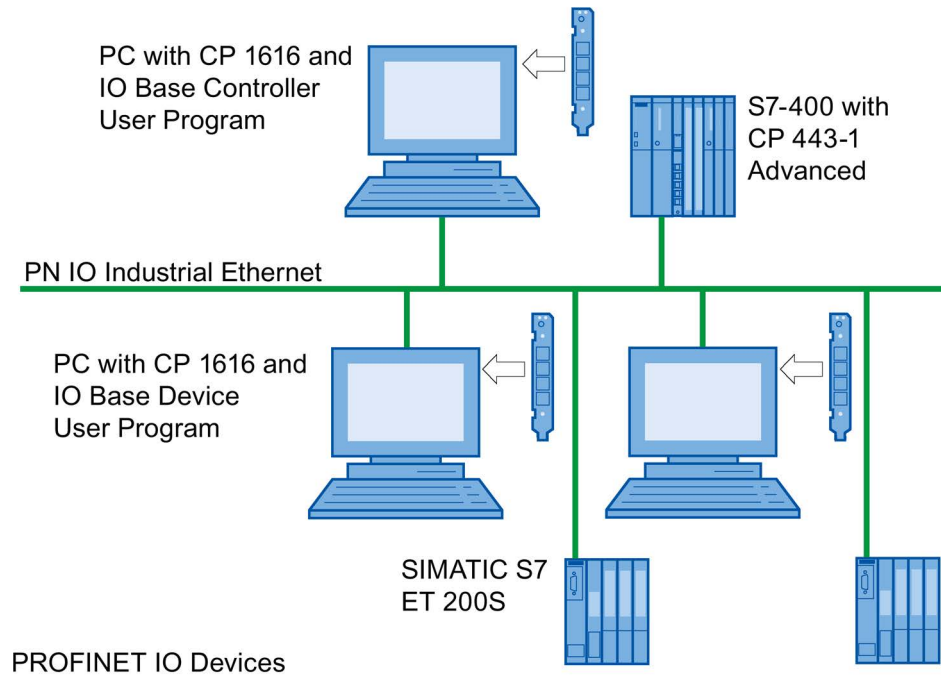 PC with CP 1616 and
IO Base Controller
User Program
S7-400 with
CP 443-1
Advanced
PN IO Industrial Ethernet
PC with CP 1616 and
IO Base Device
User Program
SIMATIC S7
ET 200S
PROFINET IO Devices